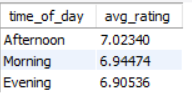 time_of_day avg_rating
Afternoon 7.02340
Morning 6.94474
Evening 6.90536